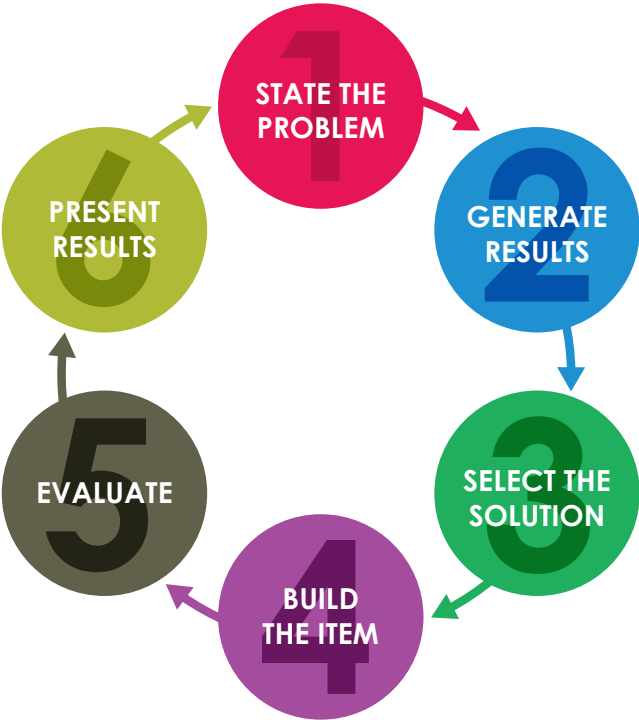 1
STATE THE
PROBLEM
2
GENERATE
RESULTS
3
SELECT THE
SOLUTION
4
BUILD
THE ITEM
5
EVALUATE
6
PRESENT
RESULTS